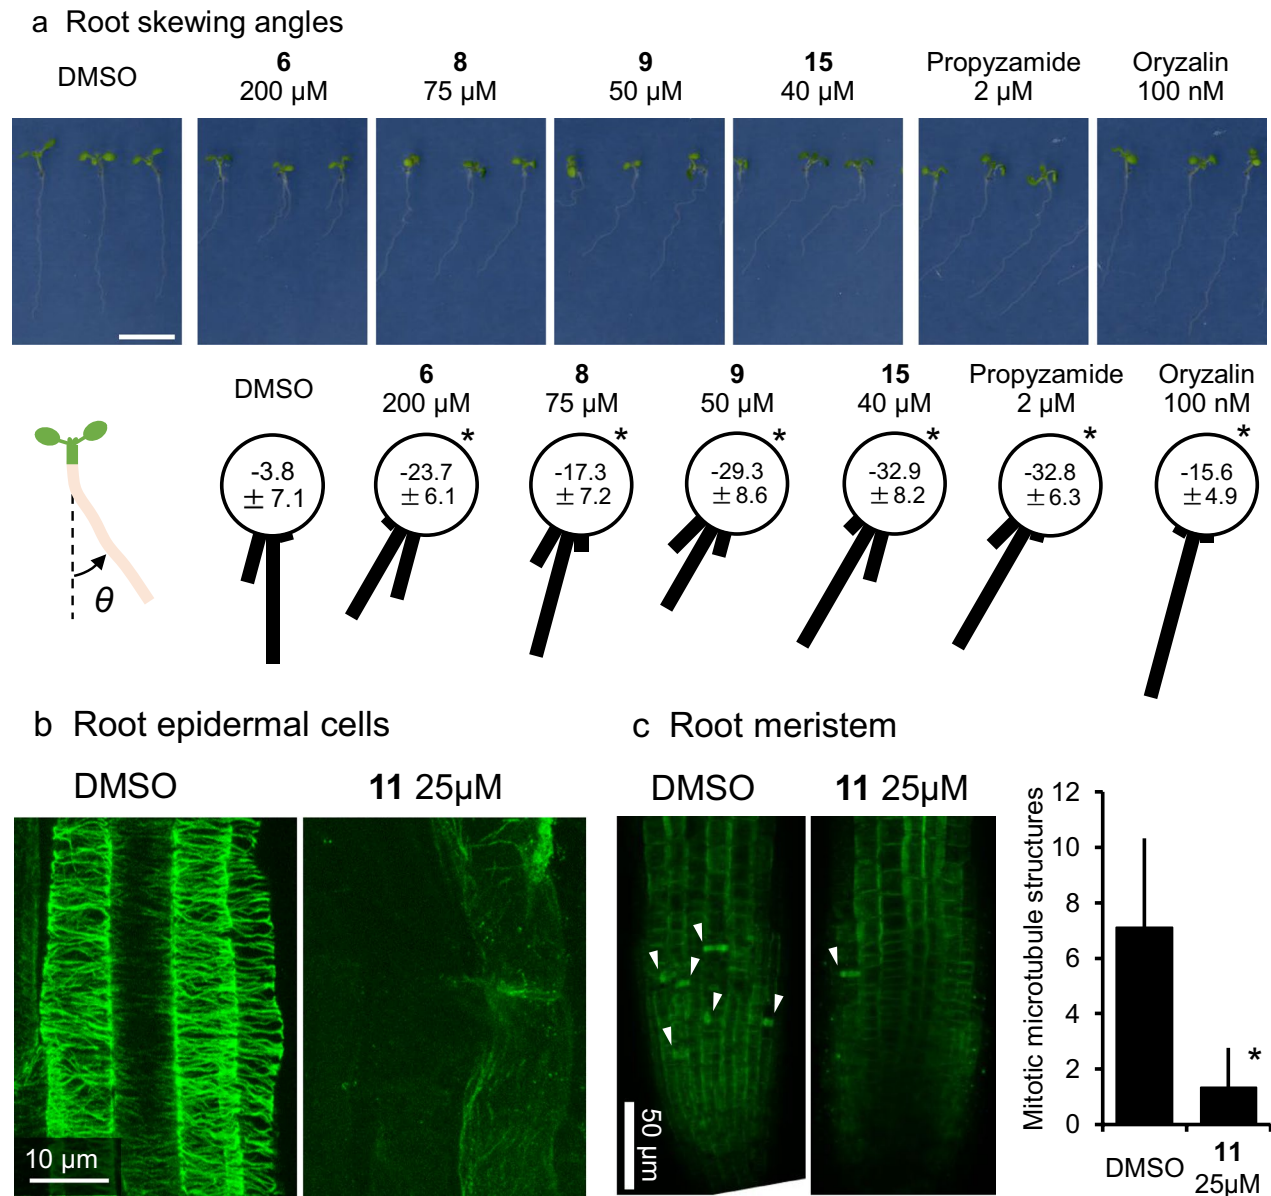 a Root skewing angles
DMSO
6
200 µM
8
75 µM
9
50 µM
15
40 µM
Propyzamide
2 µM
Oryzalin
100 nM
DMSO
6
200 µM
8
75 µM
9
50 µM
15
40 µM
Propyzamide
2 µM
Oryzalin
100 nM
θ
-3.8
± 7.1
*
-23.7
± 6.1
*
-17.3
± 7.2
*
-29.3
± 8.6
*
-32.9
± 8.2
*
-32.8
± 6.3
*
-15.6
± 4.9
b Root epidermal cells
DMSO
11 25µM
10 µm
c Root meristem
DMSO
11 25µM
50 µm
Mitotic microtubule structures
12
10
8
6
4
2
0
*
DMSO
11
25µM